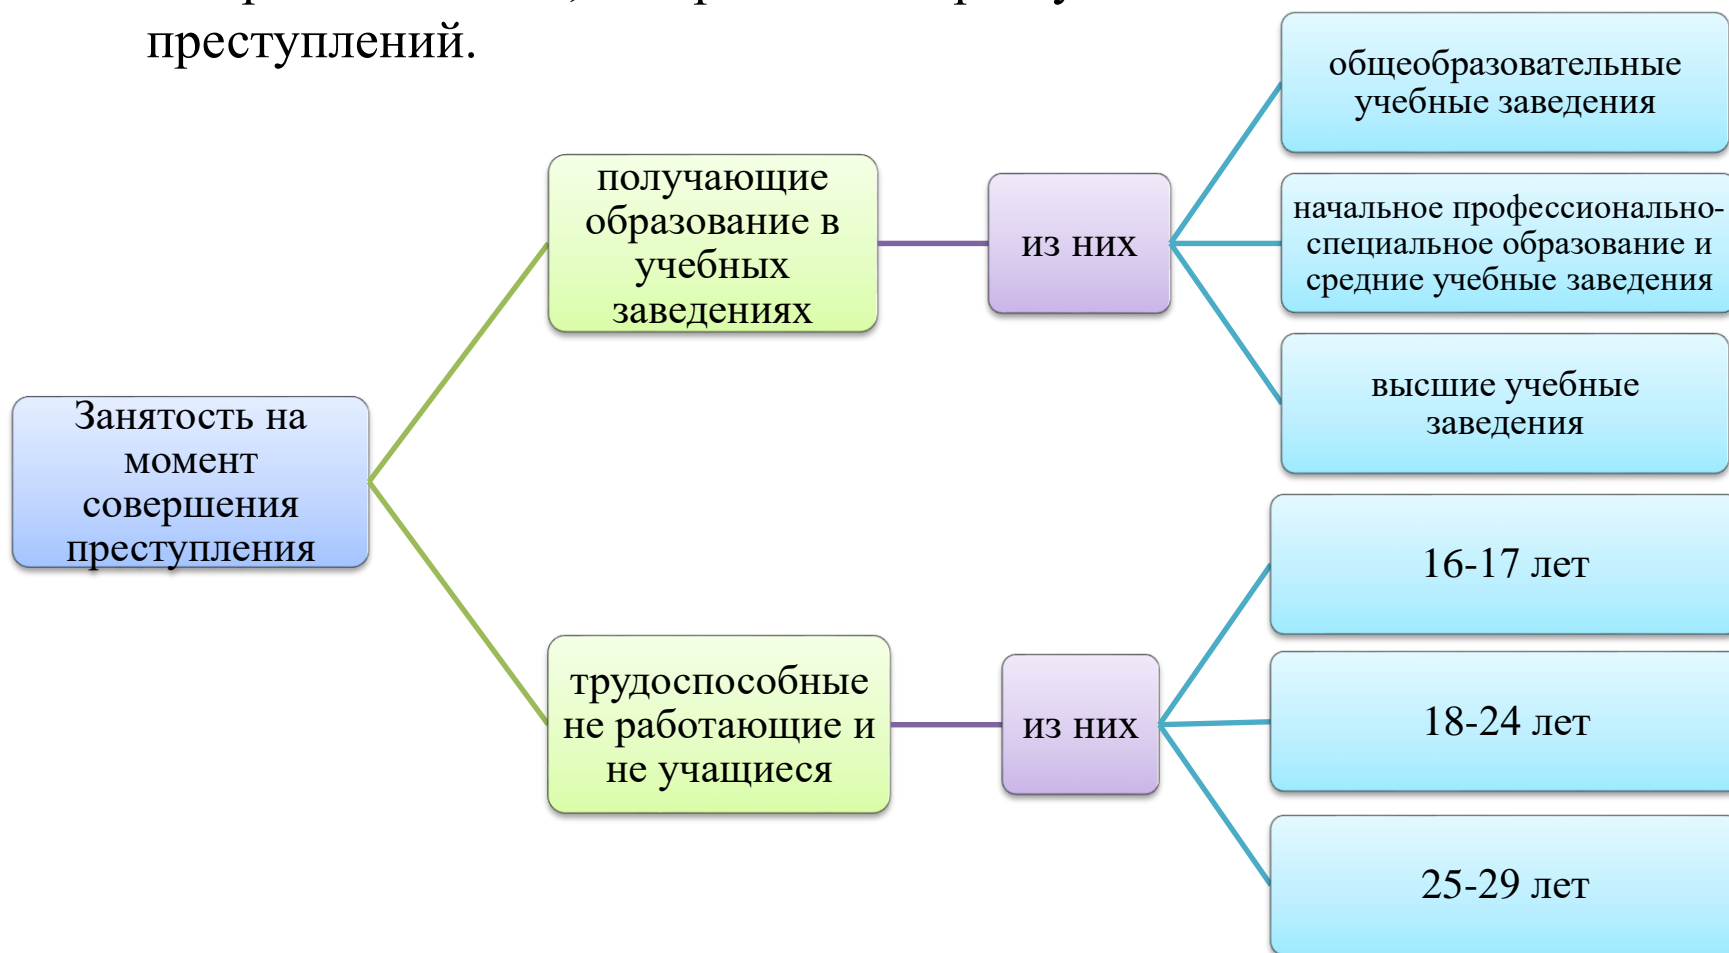 преступлений.
общеобразовательные
учебные заведения
получающие
образование в
учебных
заведениях
из них
начальное профессионально-
специальное образование и
средние учебные заведения
высшие учебные
заведения
Занятость на
момент
совершения
преступления
трудоспособные
не работающие и
не учащиеся
из них
16-17 лет
18-24 лет
25-29 лет